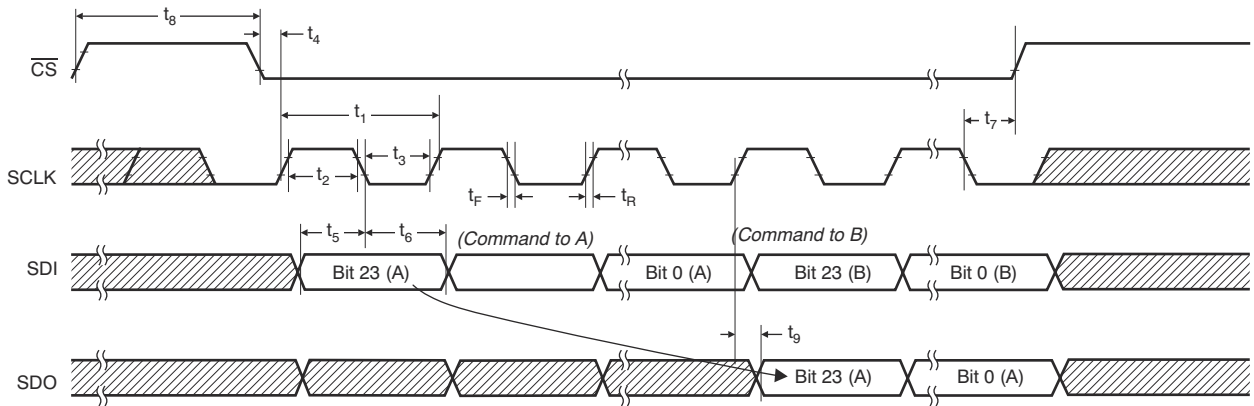 t8
t4
CS
t1
t7
t3
SCLK
t2
tF
tR
t5
t6
(Command to A)
(Command to B)
SDI
Bit 23 (A)
Bit 0 (A)
Bit 23 (B)
Bit 0 (B)
t9
SDO
Bit 23 (A)
Bit 0 (A)